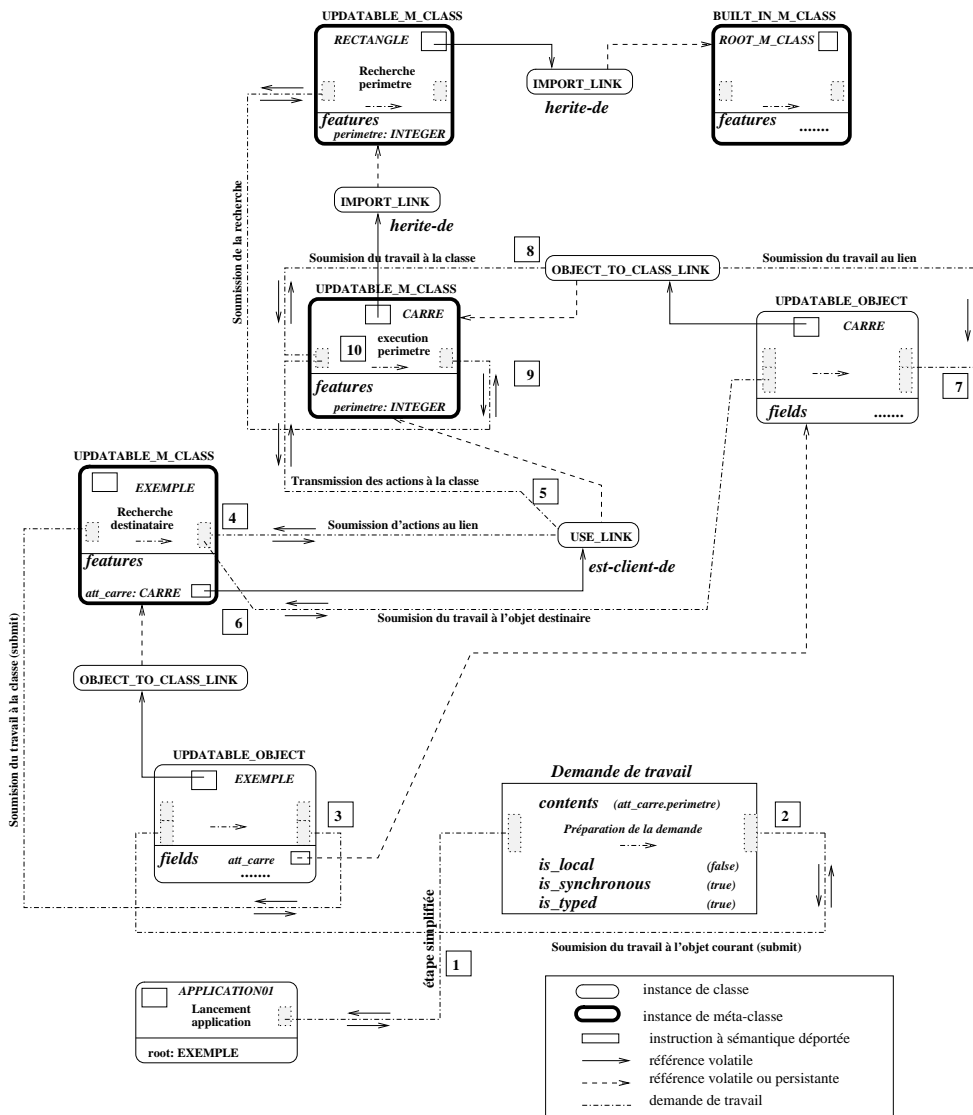 UPDATABLE_M_CLASS
BUILT_IN_M_CLASS
RECTANGLE
ROOT_M_CLASS
Recherche
perimetre
IMPORT_LINK
herite-de
features
perimetre: INTEGER
features
.......
Soumission de la recherche
IMPORT_LINK
herite-de
8
Soumision du travail à la classe
OBJECT_TO_CLASS_LINK
Soumission du travail au lien
UPDATABLE_M_CLASS
UPDATABLE_OBJECT
CARRE
CARRE
10
execution
perimetre
9
7
features
perimetre: INTEGER
fields
.......
UPDATABLE_M_CLASS
EXEMPLE
Transmission des actions à la classe
5
Recherche
destinataire
4
Soumission d'actions au lien
USE_LINK
features
est-client-de
att_carre: CARRE
6
Soumision du travail à l'objet destinaire
Soumision du travail à la classe (submit)
OBJECT_TO_CLASS_LINK
UPDATABLE_OBJECT
EXEMPLE
Demande de travail
contents
(att_carre.perimetre)
3
2
Préparation de la demande
fields
att_carre
.......
is_local
(false)
is_synchronous
(true)
is_typed
(true)
étape simplifiée
Soumision du travail à l'objet courant (submit)
1
APPLICATION01
Lancement
application
root: EXEMPLE
instance de classe
instance de méta-classe
instruction à sémantique déportée
référence volatile
référence volatile ou persistante
demande de travail